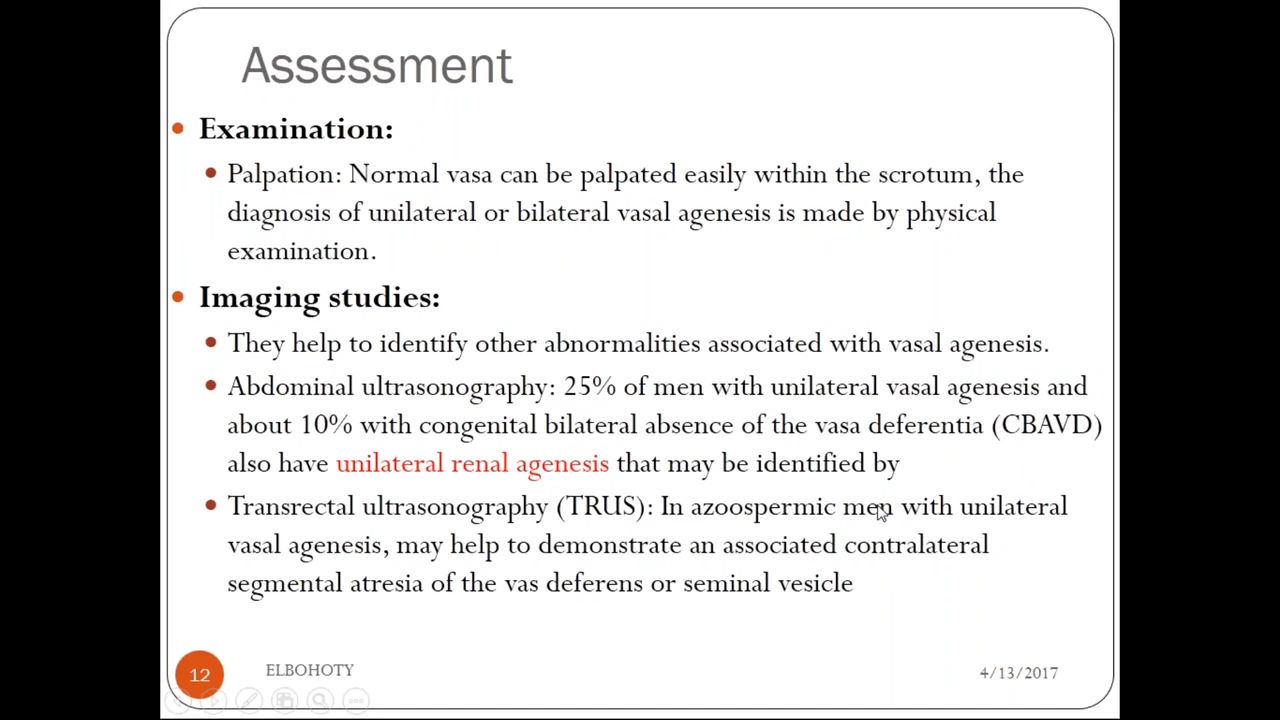 Assessment
Examination:
Palpation: Normal vasa can be palpated easily within the scrotum, the
diagnosis of unilateral or bilateral vasal agenesis is made by physical
examination.
Imaging studies:
They help to identify other abnormalities associated with vasal agenesis.
Abdominal ultrasonography: 25% of men with unilateral vasal agenesis and
about 10% with congenital bilateral absence of the vasa deferentia (CBAVD)
also have unilateral renal agenesis that may be identified by
Transrectal ultrasonography (TRUS): In azoospermic men with unilateral
vasal agenesis, may help to demonstrate an associated contralateral
segmental atresia of the vas deferens or seminal vesicle
12
ELBOHOTY
4/13/2017